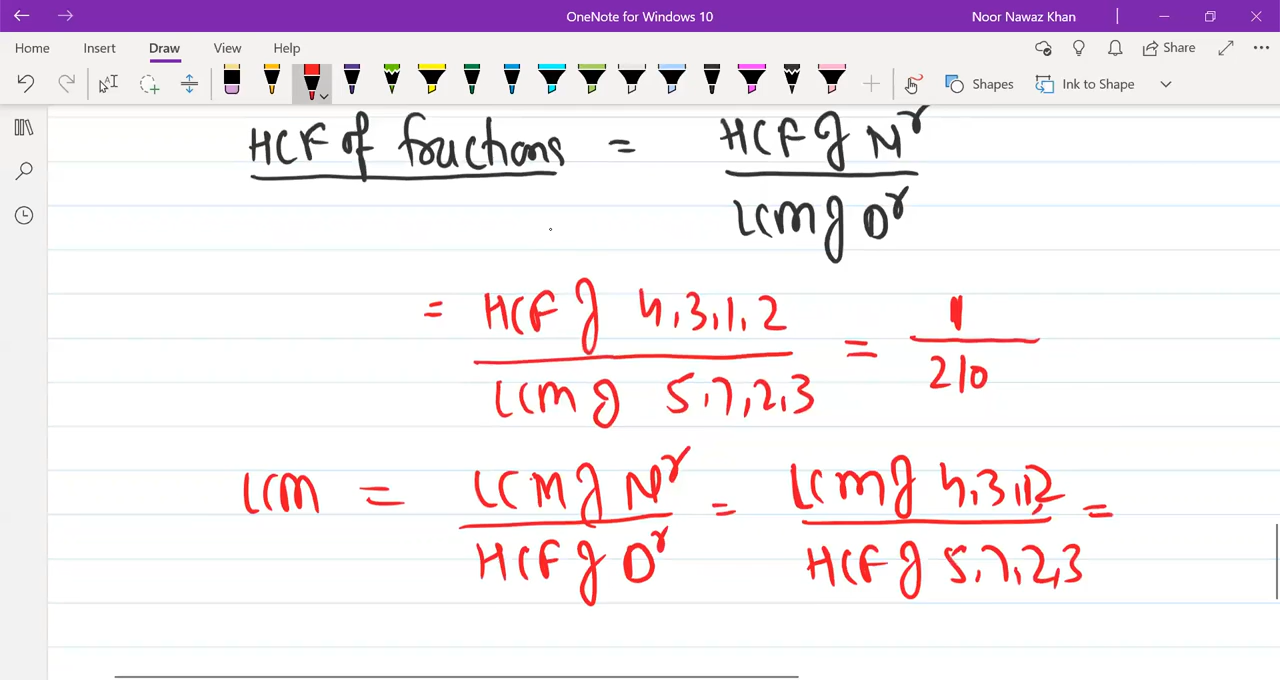 OneNote for Windows 10
Noor Nawaz Khan
Home Insert Draw View Help
Share
Shapes
Ink to Shape
HCF of fractions = HCF of Nr
LCM of Dr
= HCF of 4,3,1,2 = 1
LCM of 5,7,2,3 210
LCM = LCM of Nr = LCM of 4,3,1,2 =
HCF of Dr HCF of 5,7,2,3